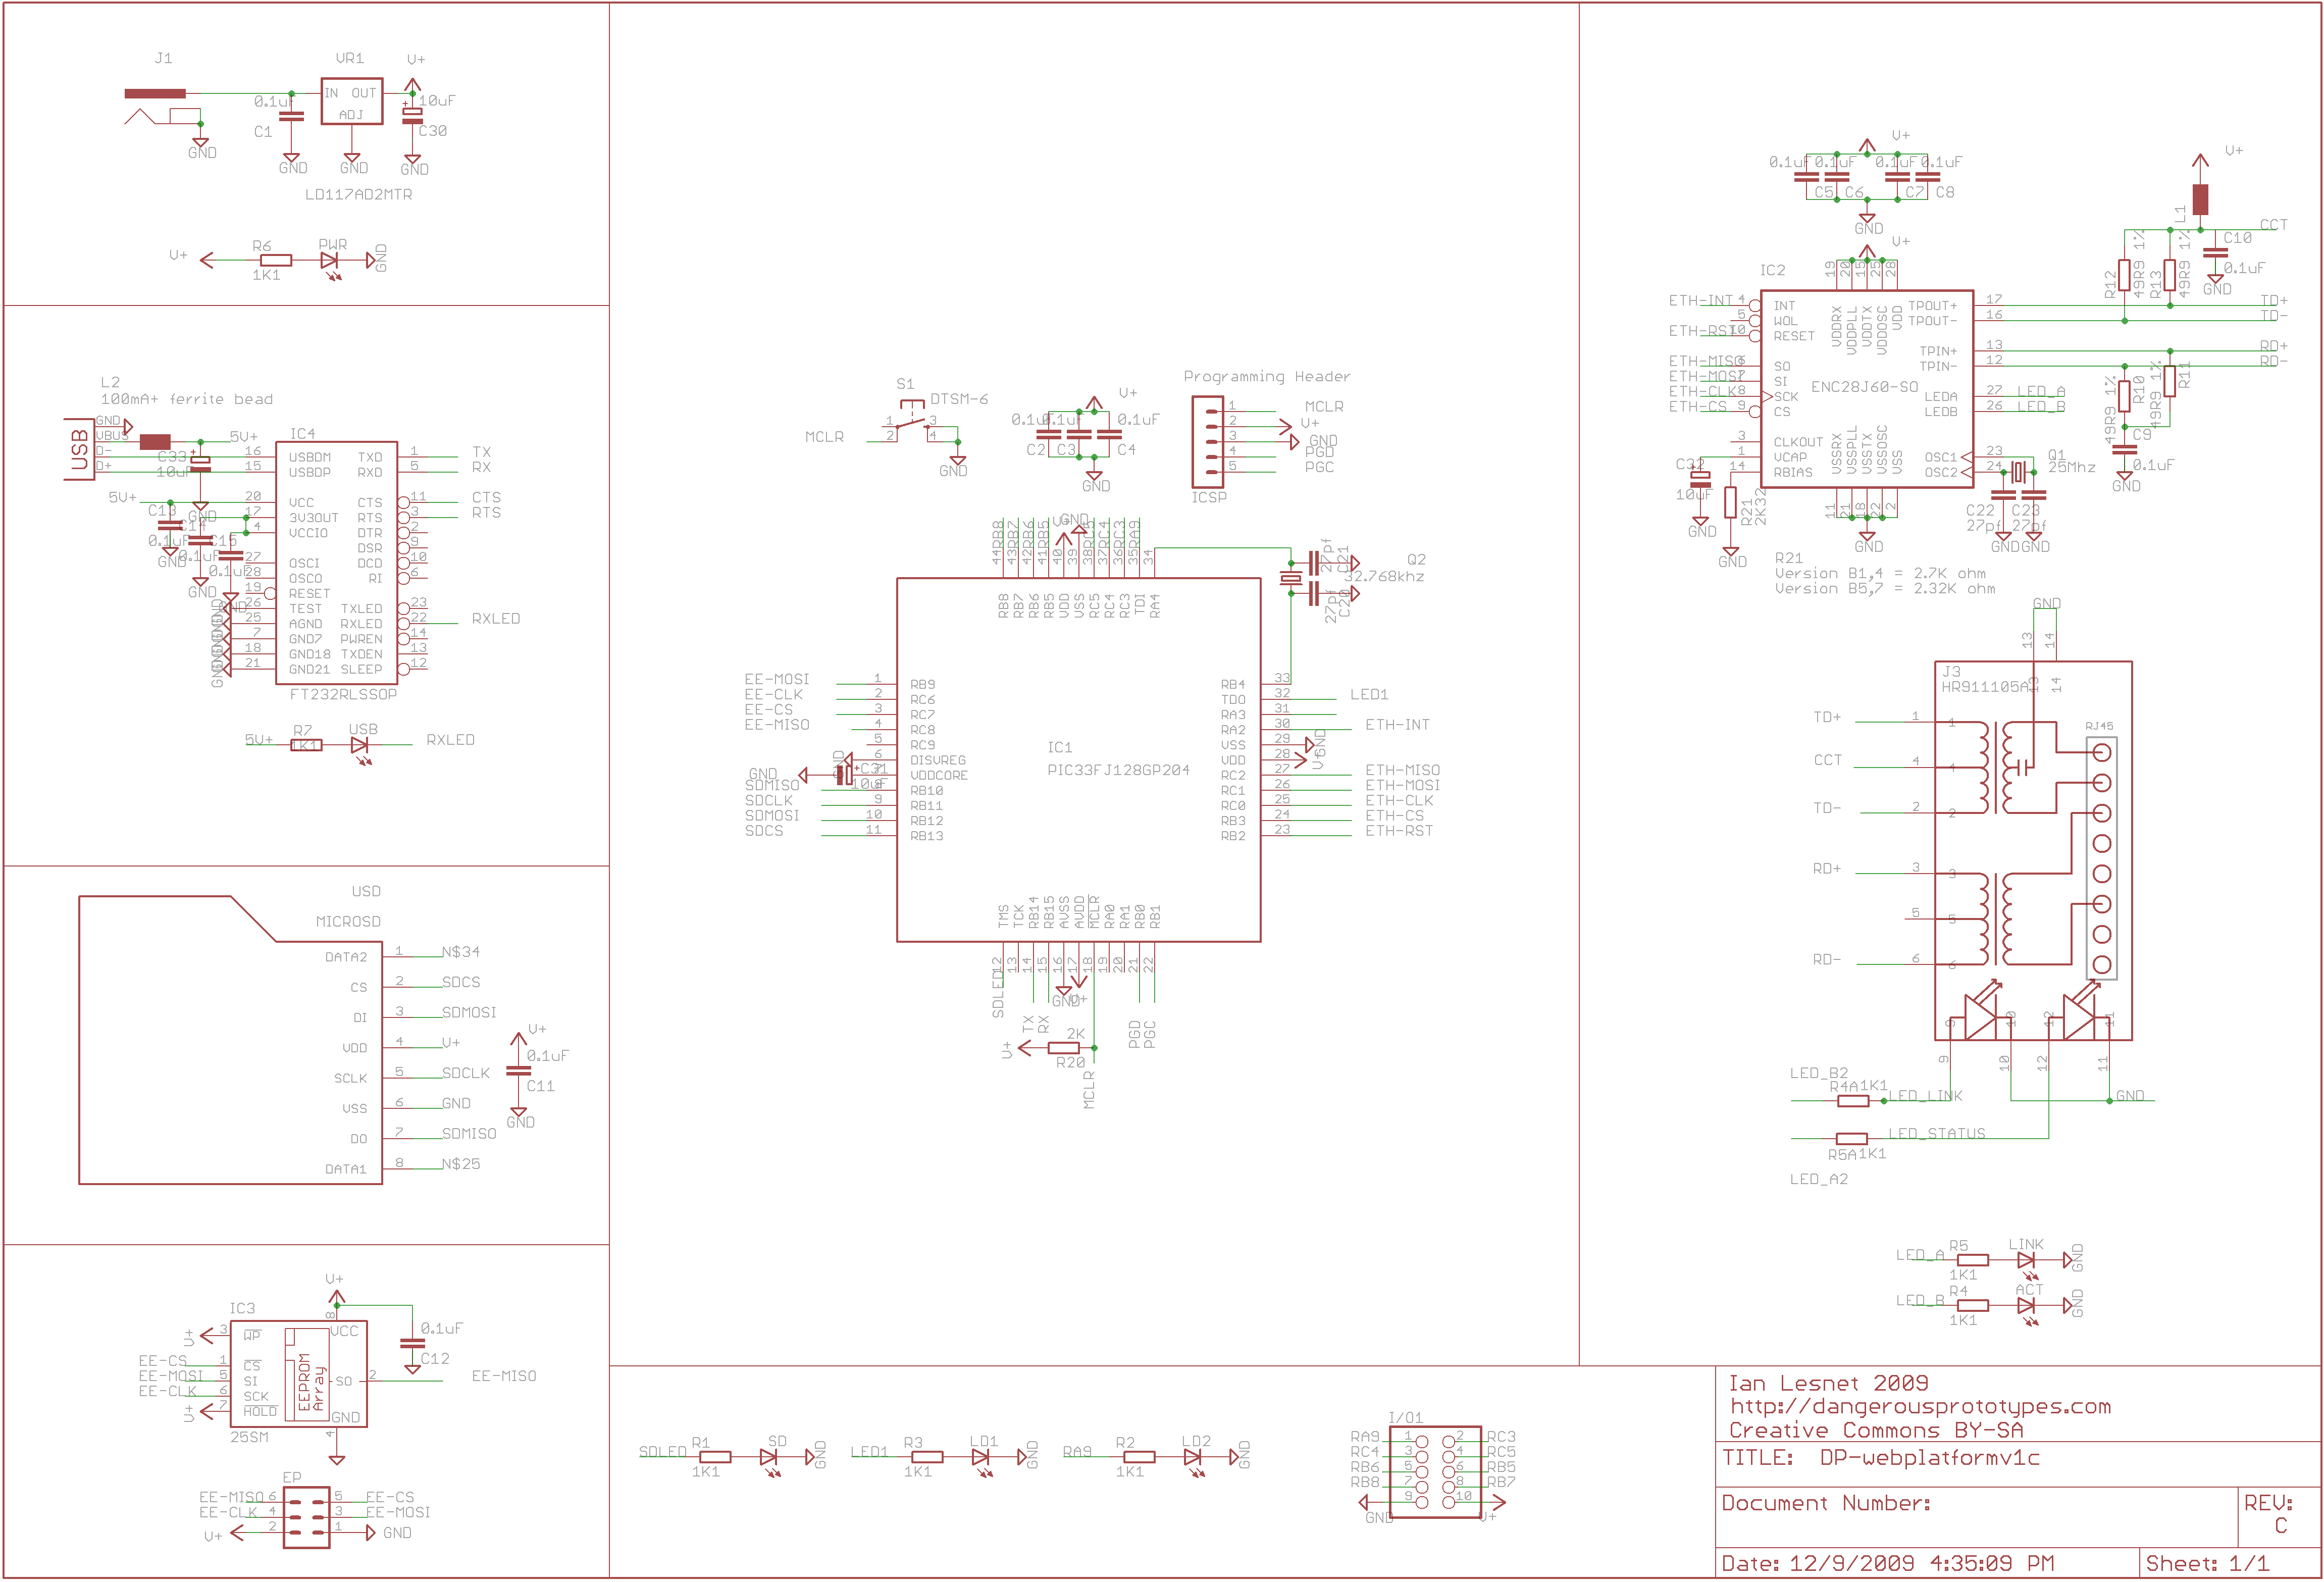 J1
VR1
V+
IN OUT
ADJ
0.1uF
C1
10uF
C30
GND
GND
GND
GND
LD117AD2MTR
V+
R6
1K1
PWR
GND
L2
100mA+ ferrite bead
USB
GND
VBUS
D-
D+
5V+
C33
10uF
IC4
16 USBDM
15 USBDP
20 VCC
17 3V3OUT
4 VCCIO
27 OSCI
28 OSCO
19 RESET
26 TEST
25 AGND
7 GND7
18 GND18
21 GND21
TXD 1 TX
RXD 5 RX
CTS 11 CTS
RTS 3 RTS
DTR 2
DSR 9
DCD 10
RI 6
TXLED 23
RXLED 22 RXLED
PWREN 14
TXDEN 13
SLEEP 12
5V+
C13
0.1uF
0.1uF
0.1uF
GND
GND
GND
FT232RLSSOP
5V+
R7
1K1
USB
RXLED
USD
MICROSD
DATA2 1 N$34
CS 2 SDCS
DI 3 SDMOSI
VDD 4 V+
SCLK 5 SDCLK
VSS 6 GND
DO 7 SDMISO
DATA1 8 N$25
V+
0.1uF
C11
GND
V+
IC3
8 VCC
V+ 3 WP
EE-CS 1 CS
EE-MOSI 5 SI
EE-CLK 6 SCK
V+ 7 HOLD
EEPROM
Array
SO 2 EE-MISO
GND 4
0.1uF
C12
25SM
EP
EE-MISO 6 5 EE-CS
EE-CLK 4 3 EE-MOSI
V+ 2 1 GND
S1
DTSM-6
MCLR
1 3
2 4
GND
V+
0.1uF 0.1uF 0.1uF
C2 C3 C4
GND
Programming Header
1 MCLR
2 V+
3 GND
4 PGD
5 PGC
ICSP
44 RB8
43 RB7
42 RB6
41 RB5
40 V+
39 GND
38 RC5
37 RC4
36 RC3
35 RA9
34
RB8 RB7 RB6 RB5 VDD VSS RC5 RC4 RC3 TDI RA4
27pf
C21
Q2
32.768khz
27pf
C20
EE-MOSI 1 RB9
EE-CLK 2 RC6
EE-CS 3 RC7
EE-MISO 4 RC8
5 RC9
GND 6 DISVREG
GND C31 10uF 7 VDDCORE
SDMISO 8 RB10
SDCLK 9 RB11
SDMOSI 10 RB12
SDCS 11 RB13
IC1
PIC33FJ128GP204
RB4 33
TDO 32 LED1
RA3 31
RA2 30 ETH-INT
VSS 29 GND
VDD 28 V+
RC2 27 ETH-MISO
RC1 26 ETH-MOSI
RC0 25 ETH-CLK
RB3 24 ETH-CS
RB2 23 ETH-RST
TMS TCK RB14 RB15 AVSS AVDD MCLR RA0 RA1 RB0 RB1
12 13 14 15 16 17 18 19 20 21 22
SDLED
TX
RX
GND
V+
V+
2K
R20
MCLR
PGD
PGC
SDLED
R1
1K1
SD
GND
LED1
R3
1K1
LD1
GND
RA9
R2
1K1
LD2
GND
I/O1
RA9 1 2 RC3
RC4 3 4 RC5
RB6 5 6 RB5
RB8 7 8 RB7
GND 9 10 V+
V+
0.1uF 0.1uF 0.1uF 0.1uF
C5 C6 C7 C8
GND
V+
IC2
19 20 15 25 28
VDDRX VDDPLL VDDTX VDDOSC VDD
ETH-INT 4 INT
5 WOL
ETH-RST 10 RESET
ETH-MISO 6 SO
ETH-MOSI 7 SI
ETH-CLK 8 SCK
ETH-CS 9 CS
3 CLKOUT
1 VCAP
14 RBIAS
ENC28J60-SO
TPOUT+ 17 TD+
TPOUT- 16 TD-
TPIN+ 13 RD+
TPIN- 12 RD-
LEDA 27 LED_A
LEDB 26 LED_B
OSC1 23
OSC2 24
VSSRX VSSPLL VSSTX VSSOSC VSS
11 21 18 22 2
GND
V+
L1
CCT
C10
0.1uF
GND
R12
49R9 1%
R13
49R9 1%
R10
49R9 1%
R11
49R9 1%
C9
0.1uF
GND
Q1
25Mhz
C22
27pf
C23
27pf
GND GND
C32
10uF
GND
R21
2K32
GND
R21
Version B1,4 = 2.7K ohm
Version B5,7 = 2.32K ohm
GND
13 14
J3
HR911105A
13 14
RJ45
TD+ 1 1
CCT 4 4
TD- 2 2
RD+ 3 3
5 5
RD- 6 6
9 10 12 11
9 10 12 11
LED_B2
R4A 1K1
LED_LINK
GND
LED_STATUS
R5A 1K1
LED_A2
LED_A
R5
1K1
LINK
GND
LED_B
R4
1K1
ACT
GND
Ian Lesnet 2009
http://dangerousprototypes.com
Creative Commons BY-SA
TITLE: DP-webplatformv1c
Document Number:
REV:
C
Date: 12/9/2009 4:35:09 PM
Sheet: 1/1